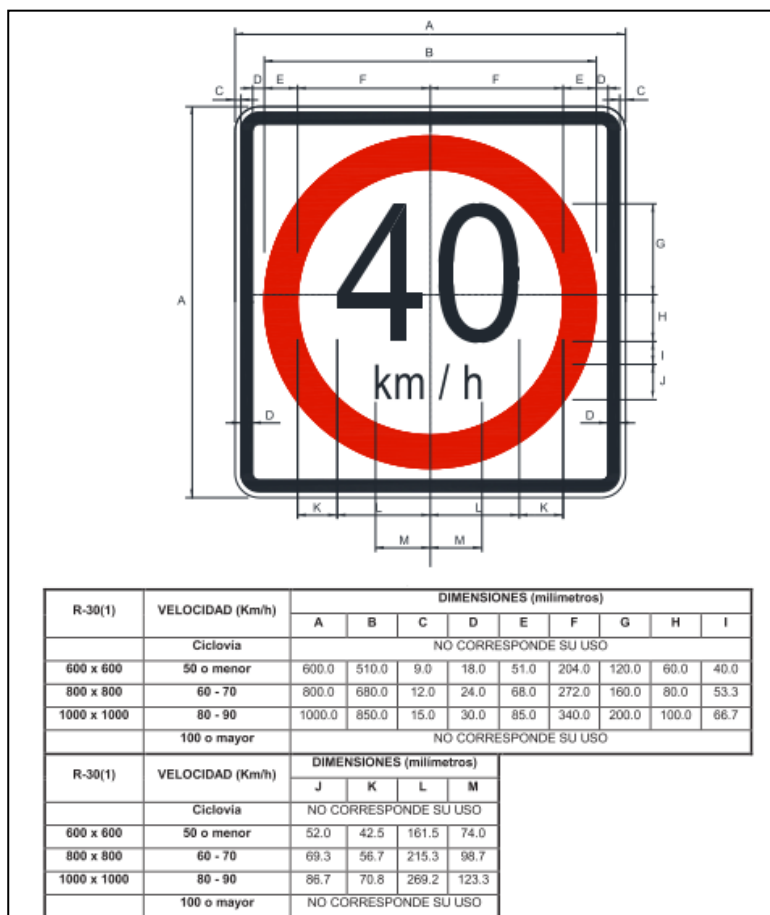 A
B
D E F F E D
C C
40
km / h
A
G
H
I
J
D D
K L L K
M M
R-30(1) VELOCIDAD (Km/h) DIMENSIONES (milímetros)
A B C D E F G H I
Ciclovía NO CORRESPONDE SU USO
600 x 600 50 o menor 600.0 510.0 9.0 18.0 51.0 204.0 120.0 60.0 40.0
800 x 800 60 - 70 800.0 680.0 12.0 24.0 68.0 272.0 160.0 80.0 53.3
1000 x 1000 80 - 90 1000.0 850.0 15.0 30.0 85.0 340.0 200.0 100.0 66.7
100 o mayor NO CORRESPONDE SU USO
R-30(1) VELOCIDAD (Km/h) DIMENSIONES (milímetros)
J K L M
Ciclovía NO CORRESPONDE SU USO
600 x 600 50 o menor 52.0 42.5 161.5 74.0
800 x 800 60 - 70 69.3 56.7 215.3 98.7
1000 x 1000 80 - 90 86.7 70.8 269.2 123.3
100 o mayor NO CORRESPONDE SU USO